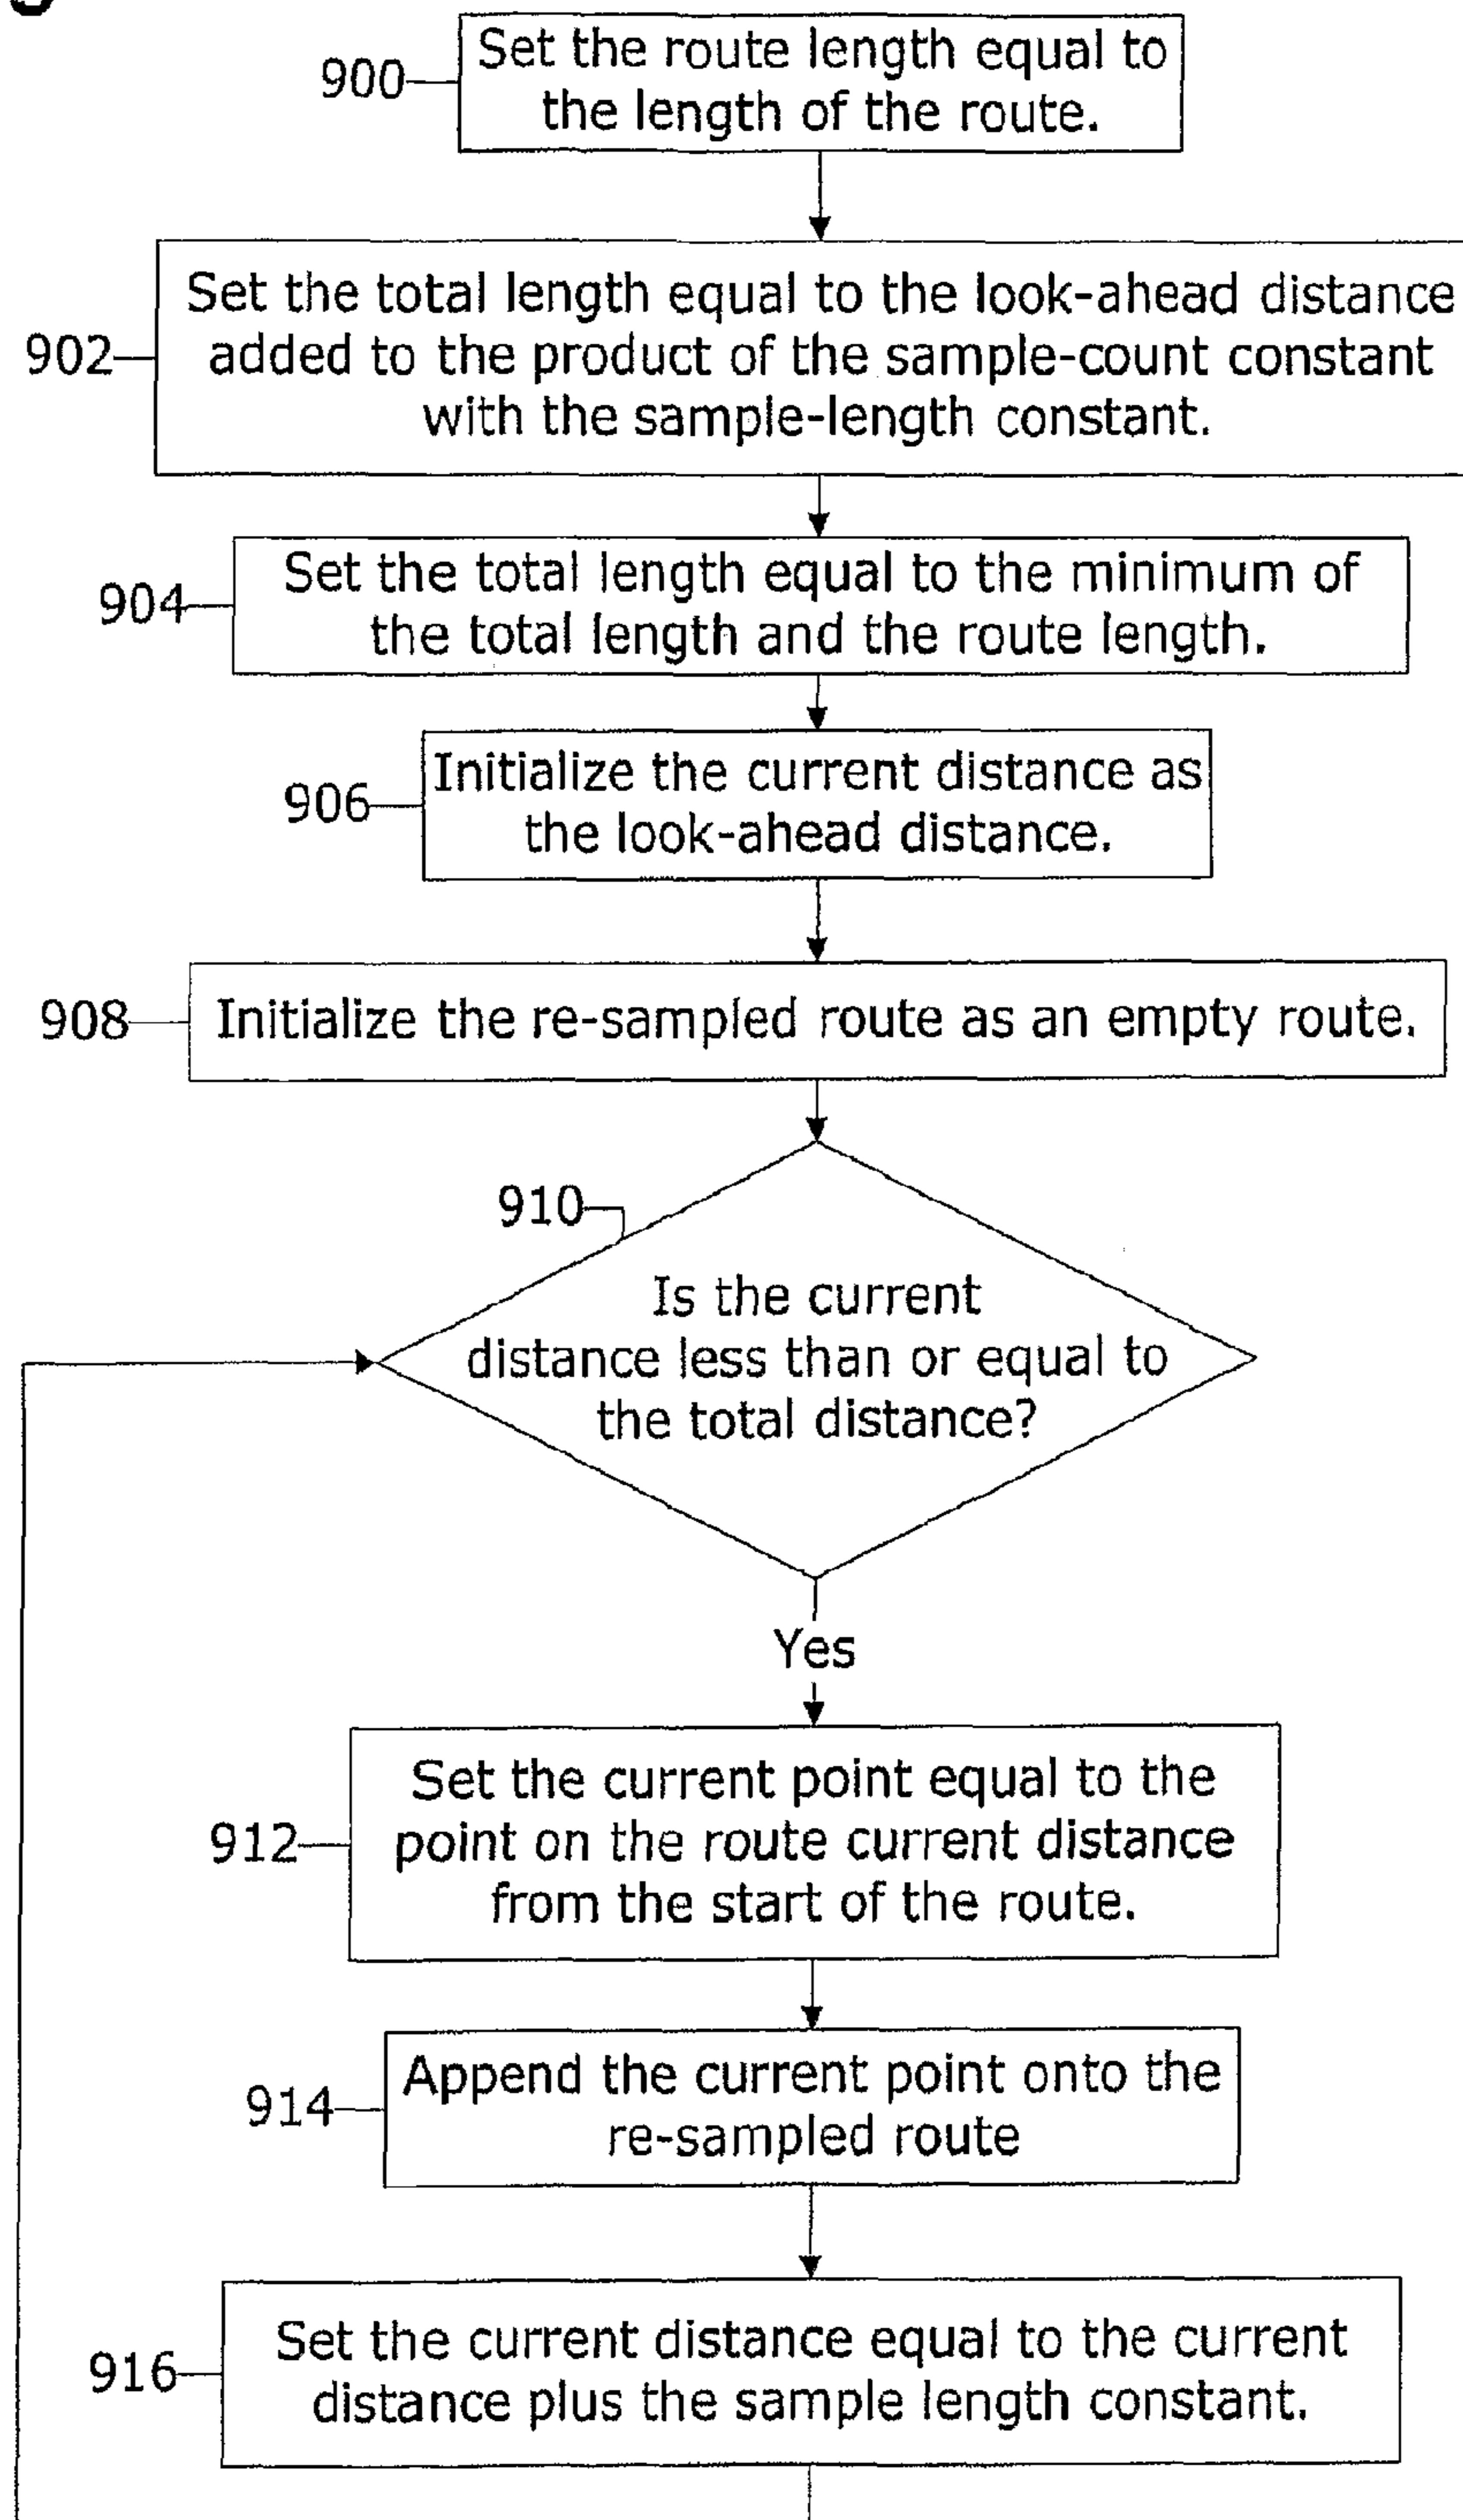 900
Set the route length equal to
the length of the route.
902
Set the total length equal to the look-ahead distance
added to the product of the sample-count constant
with the sample-length constant.
904
Set the total length equal to the minimum of
the total length and the route length.
906
Initialize the current distance as
the look-ahead distance.
908
Initialize the re-sampled route as an empty route.
910
Is the current
distance less than or equal to
the total distance?
Yes
912
Set the current point equal to the
point on the route current distance
from the start of the route.
914
Append the current point onto the
re-sampled route
916
Set the current distance equal to the current
distance plus the sample length constant.